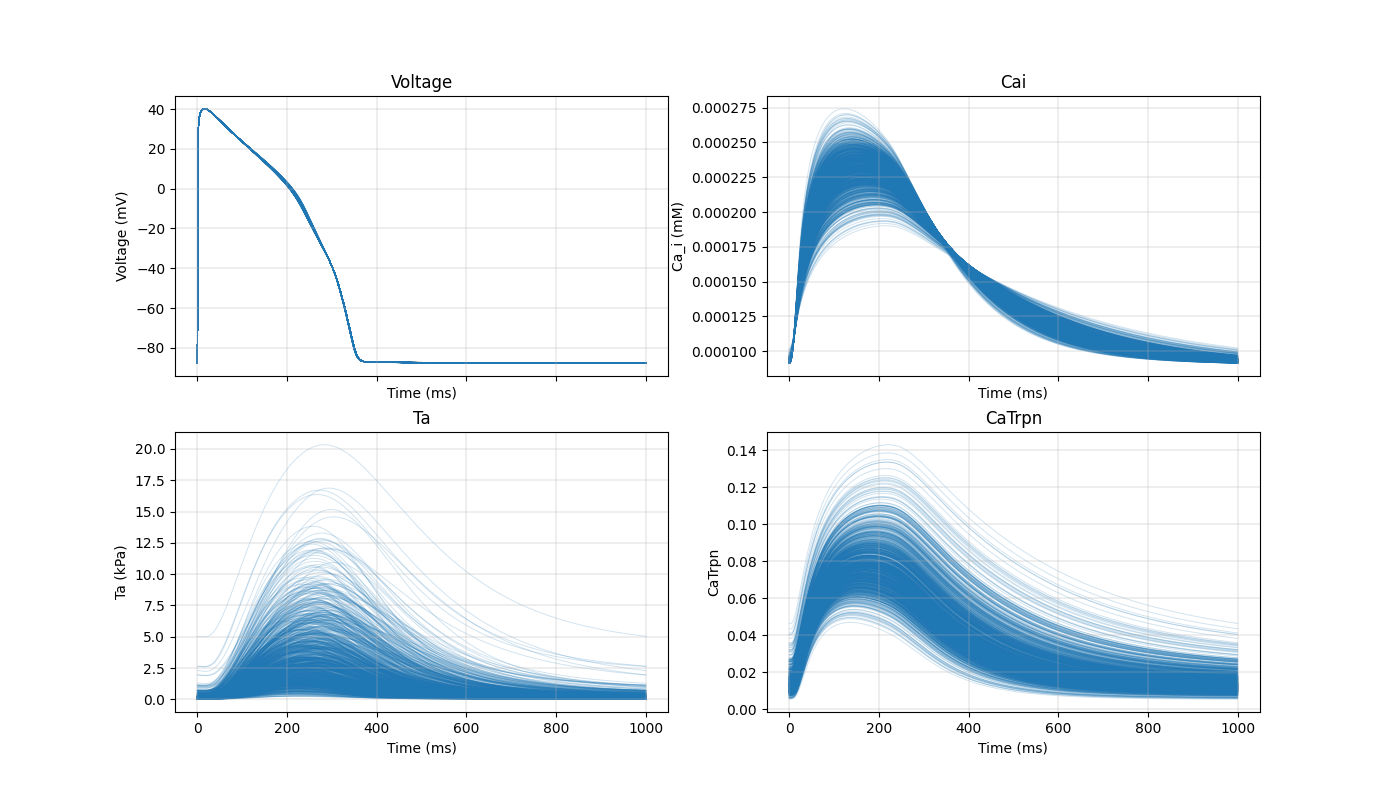 Voltage
40
20
0
−20
−40
−60
−80
Voltage (mV)
Time (ms)
Cai
0.000275
0.000250
0.000225
0.000200
0.000175
0.000150
0.000125
0.000100
Ca_i (mM)
Time (ms)
Ta
20.0
17.5
15.0
12.5
10.0
7.5
5.0
2.5
0.0
Ta (kPa)
0 200 400 600 800 1000
Time (ms)
CaTrpn
0.14
0.12
0.10
0.08
0.06
0.04
0.02
0.00
CaTrpn
0 200 400 600 800 1000
Time (ms)